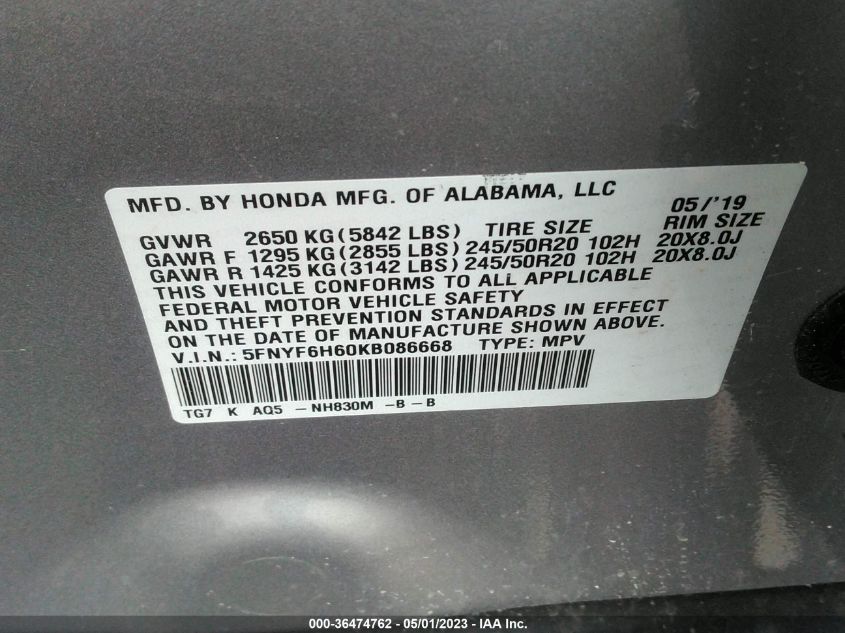 MFD. BY HONDA MFG. OF ALABAMA, LLC 05/'19
GVWR 2650 KG(5842 LBS) TIRE SIZE RIM SIZE
GAWR F 1295 KG(2855 LBS)245/50R20 102H 20X8.0J
GAWR R 1425 KG(3142 LBS)245/50R20 102H 20X8.0J
THIS VEHICLE CONFORMS TO ALL APPLICABLE
FEDERAL MOTOR VEHICLE SAFETY
AND THEFT PREVENTION STANDARDS IN EFFECT
ON THE DATE OF MANUFACTURE SHOWN ABOVE.
V.I.N.: 5FNYF6H60KB086668 TYPE: MPV
TG7 K AQ5 -NH830M -B-B
000-36474762 - 05/01/2023 - IAA Inc.